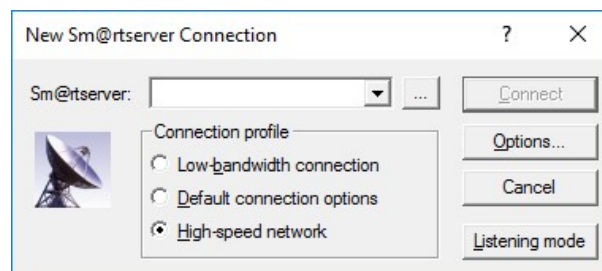 New Sm@rtserver Connection ?
Sm@rtserver: ... Connect
Connection profile
Low-bandwidth connection
Default connection options
High-speed network
Options...
Cancel
Listening mode